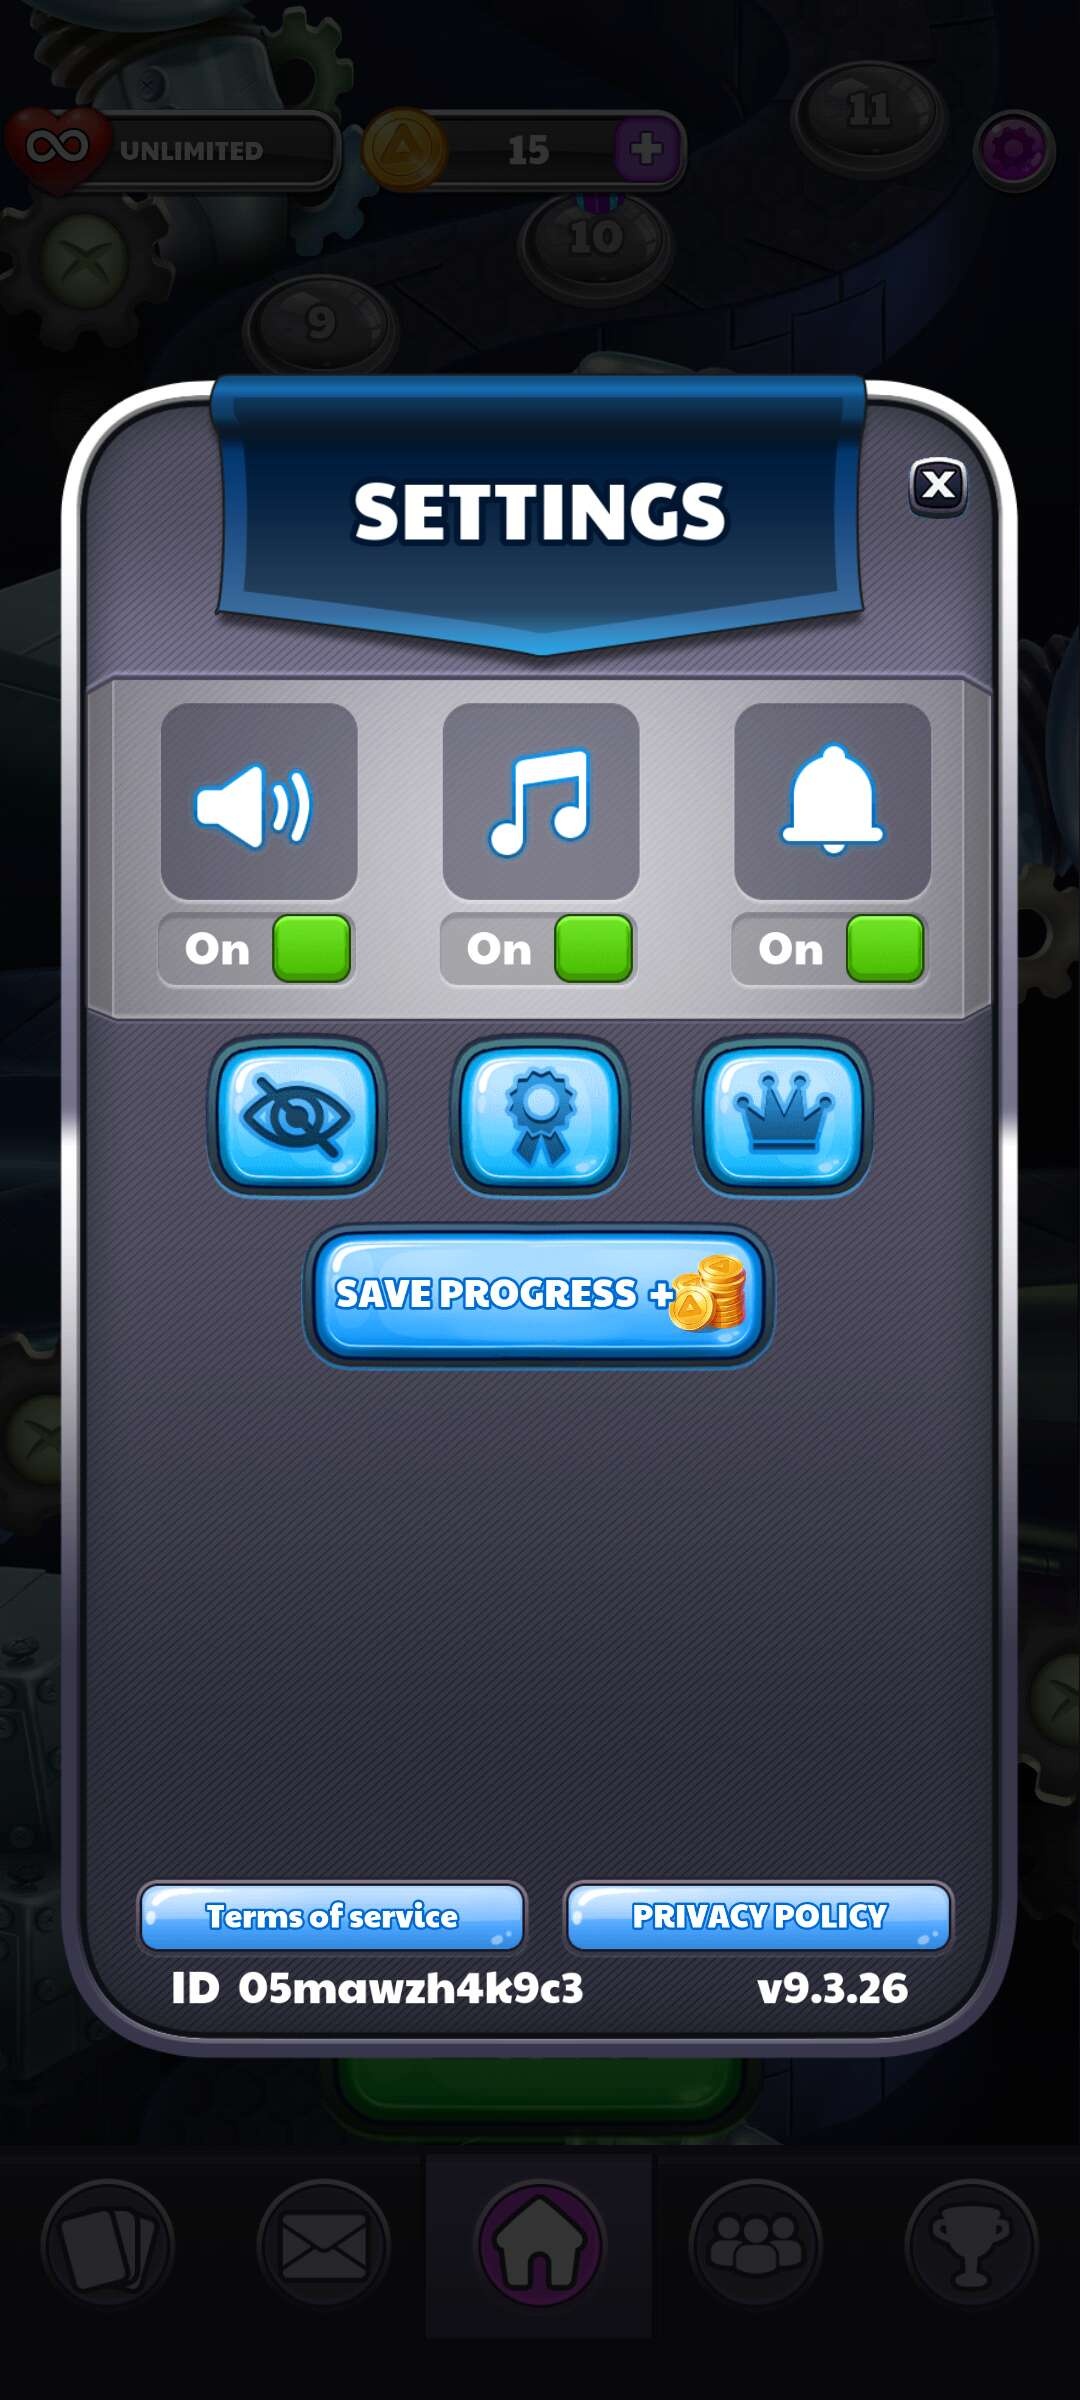 UNLIMITED
15
11
10
9
SETTINGS
X
On
On
On
SAVE PROGRESS +
Terms of service
PRIVACY POLICY
ID 05mawzh4k9c3
v9.3.26